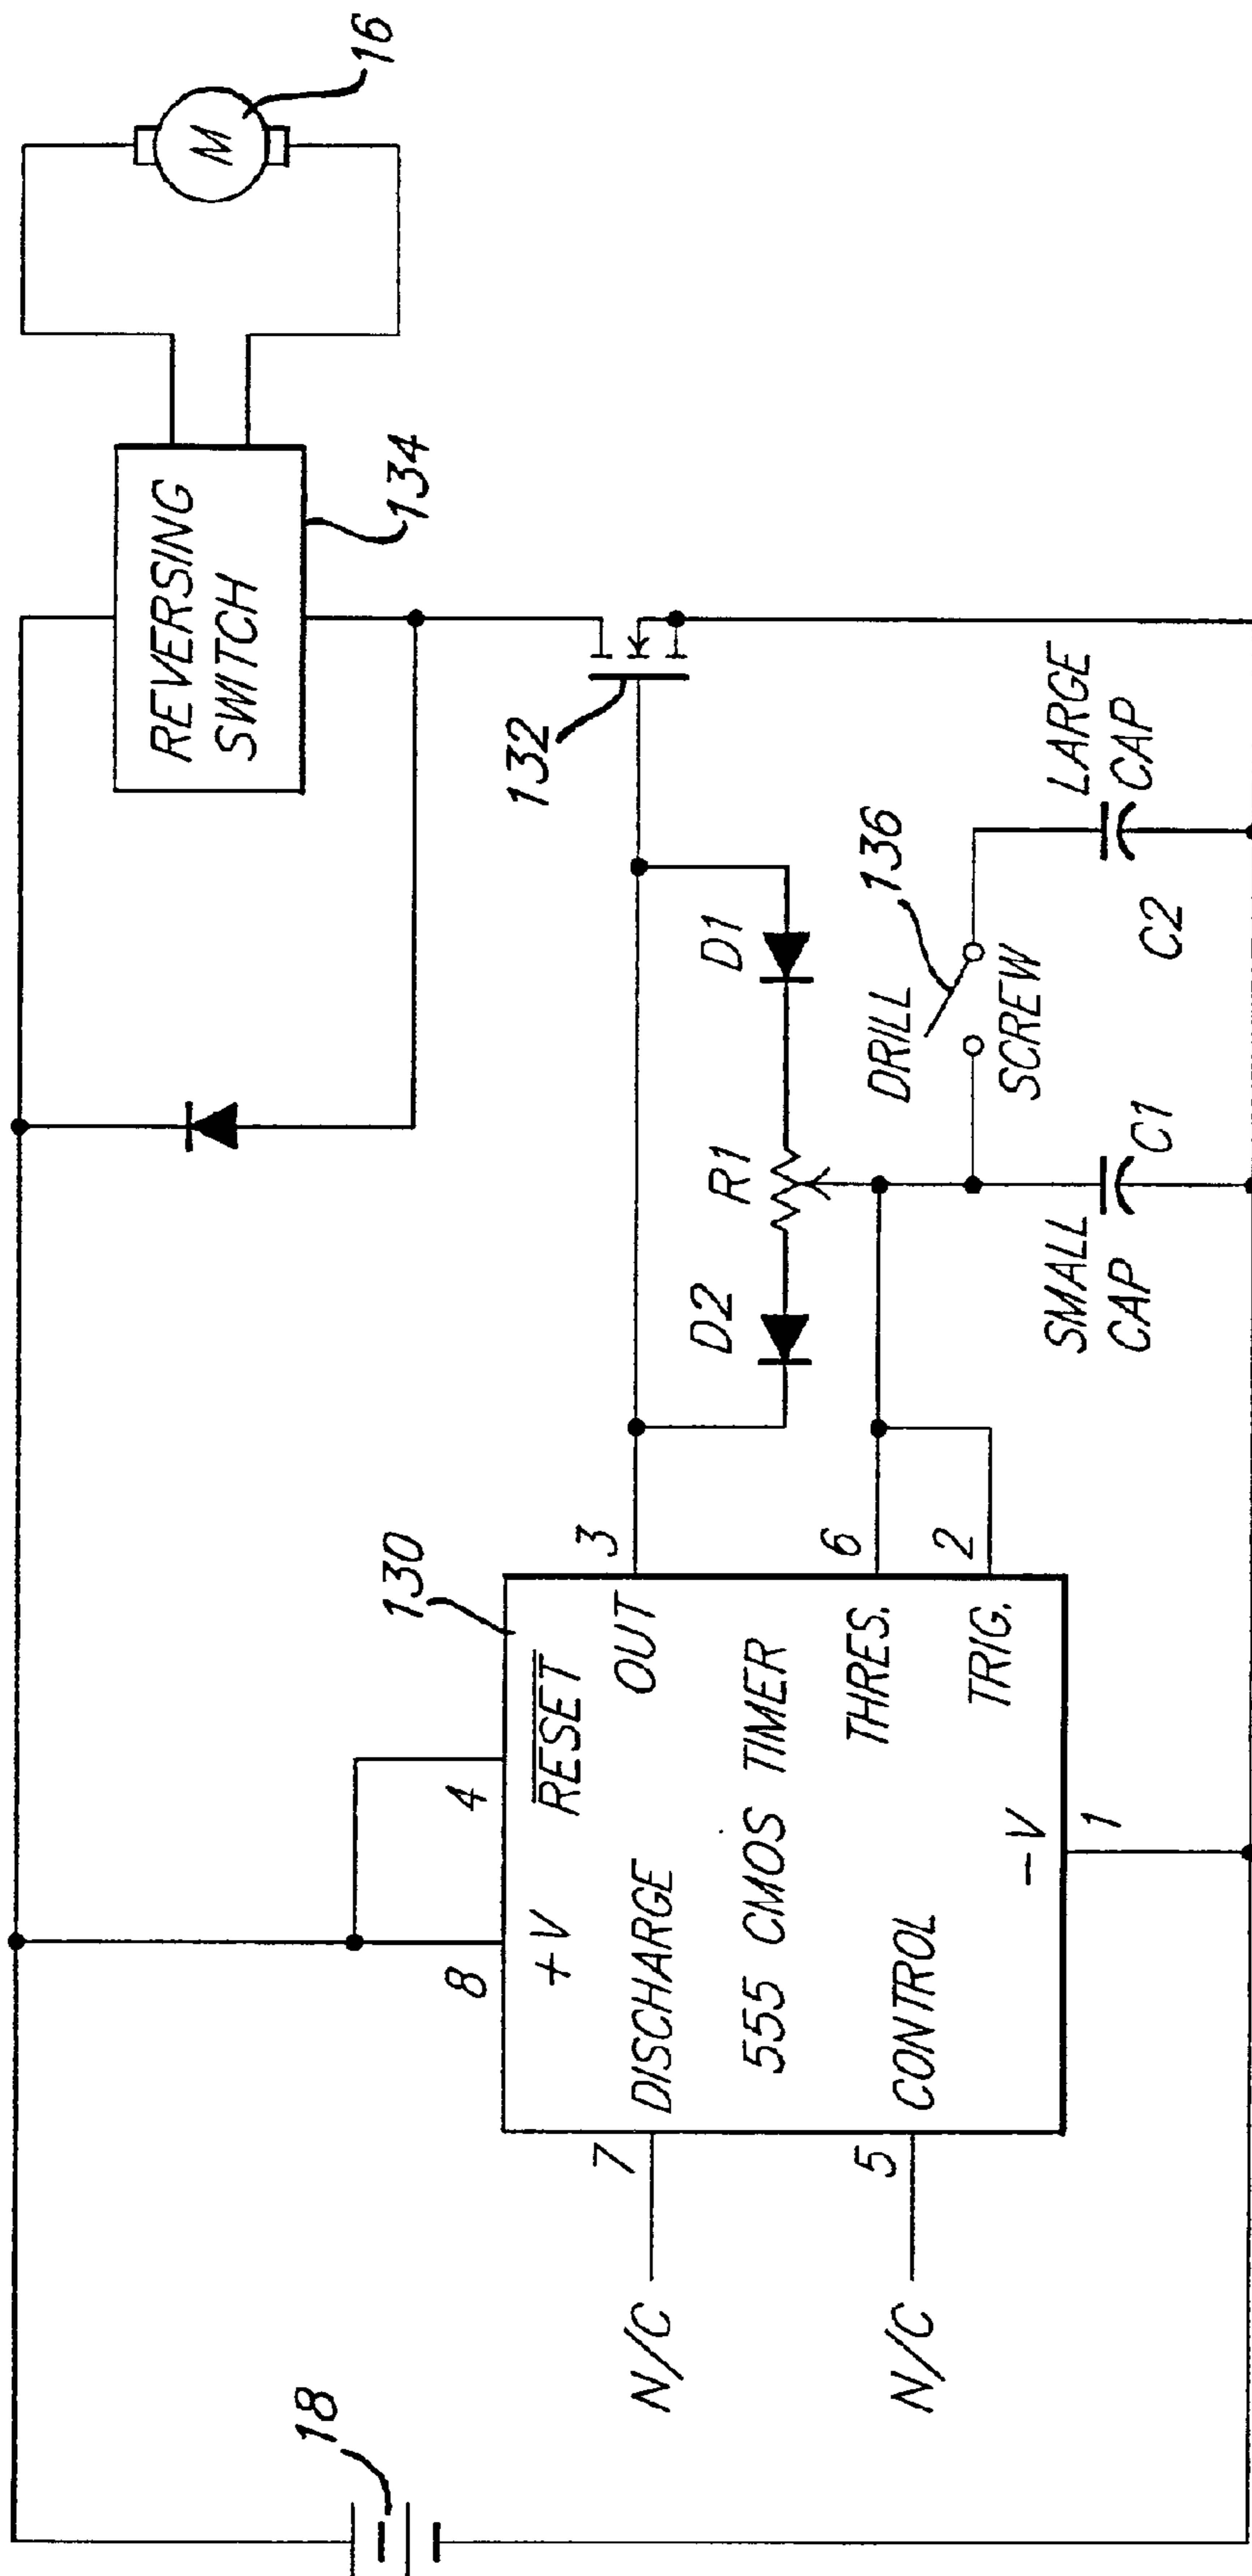 18
N/C
N/C
7
5
8
4
130
+V
RESET
DISCHARGE
OUT
555 CMOS TIMER
CONTROL
THRES.
TRIG.
-V
1
3
6
2
D2
R1
D1
132
DRILL
SCREW
136
SMALL
CAP
C1
C2
LARGE
CAP
REVERSING
SWITCH
134
M
16